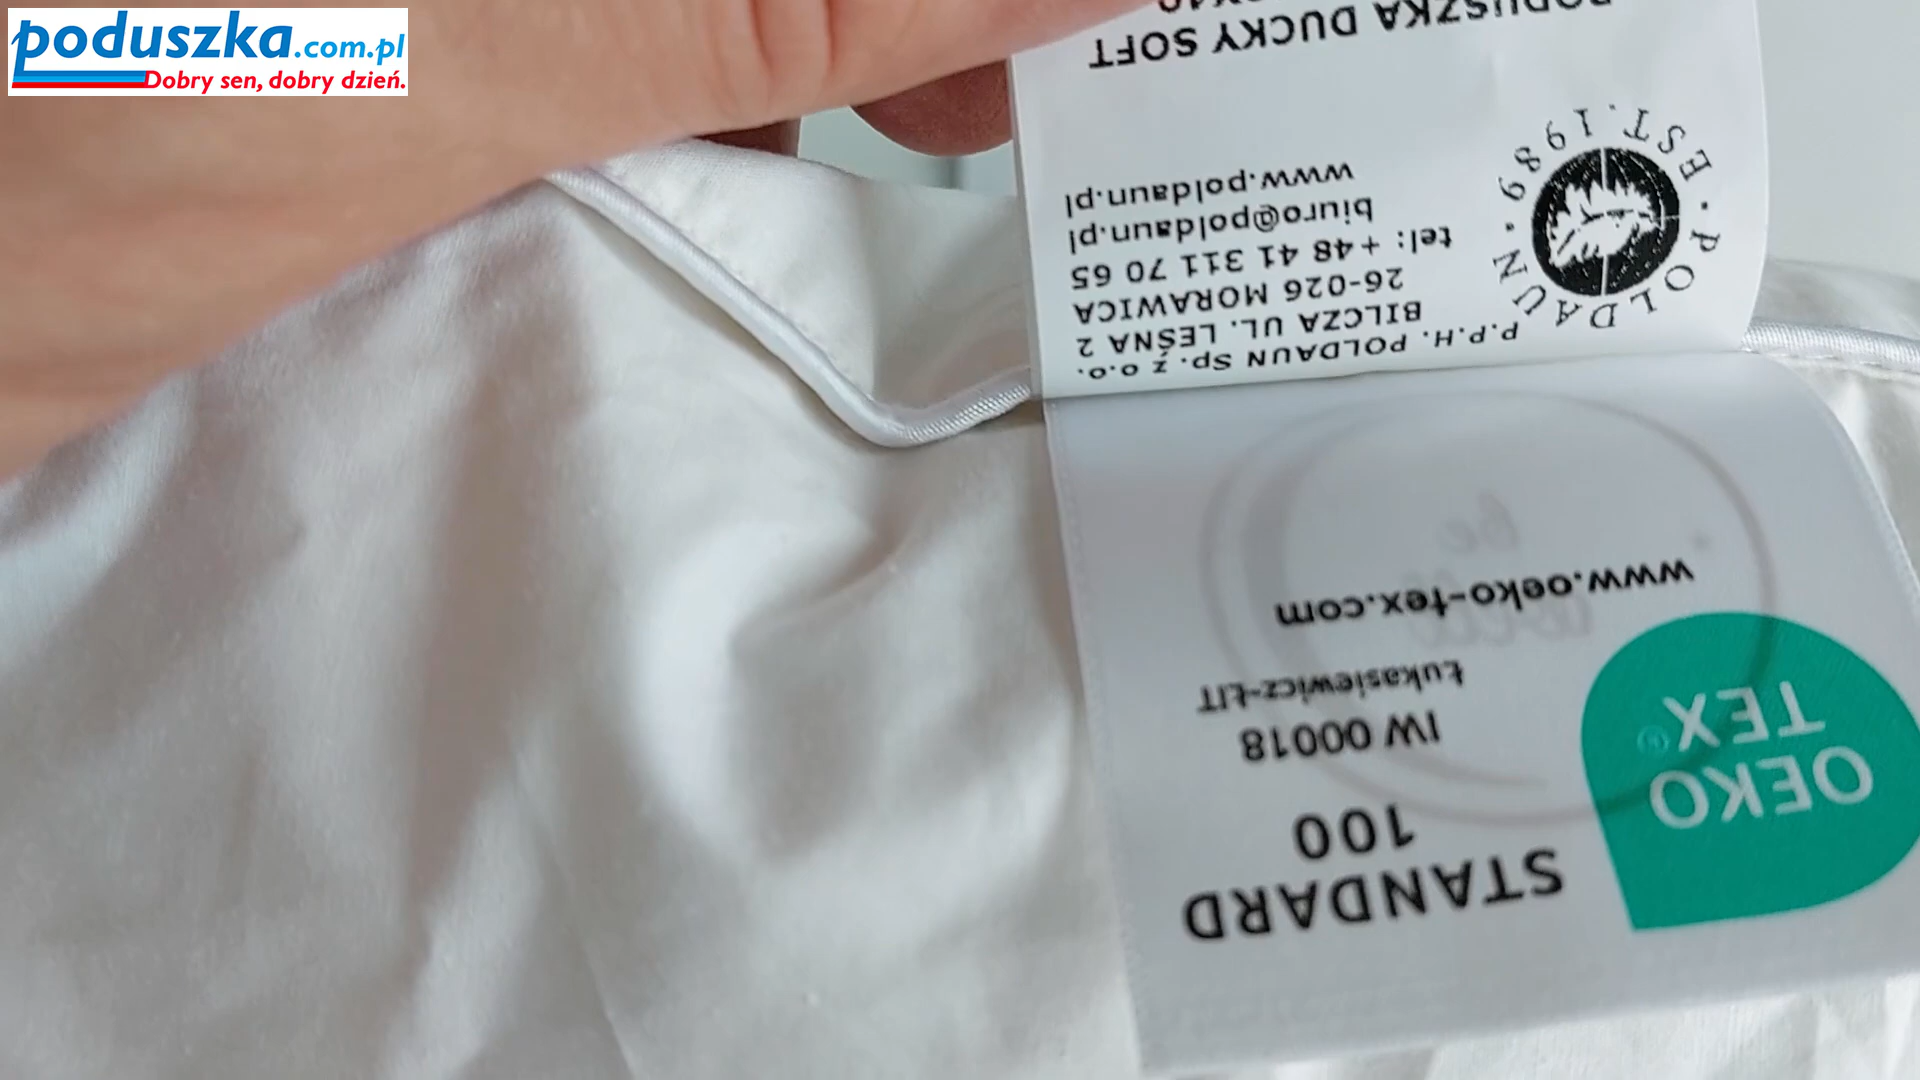 poduszka.com.pl
Dobry sen, dobry dzień.
PODUSZKA DUCKY SOFT
POLDAUN · EST. 1989 ·
www.poldaun.pl
biuro@poldaun.pl
tel: + 48 41 311 70 65
26-026 MORAWICA
BILCZA UL. LEŚNA 2
P.P.H. POLDAUN Sp. z o.o.
STANDARD
100
OEKO
TEX®
IW 00018
Łukasiewicz-ŁIT
www.oeko-tex.com